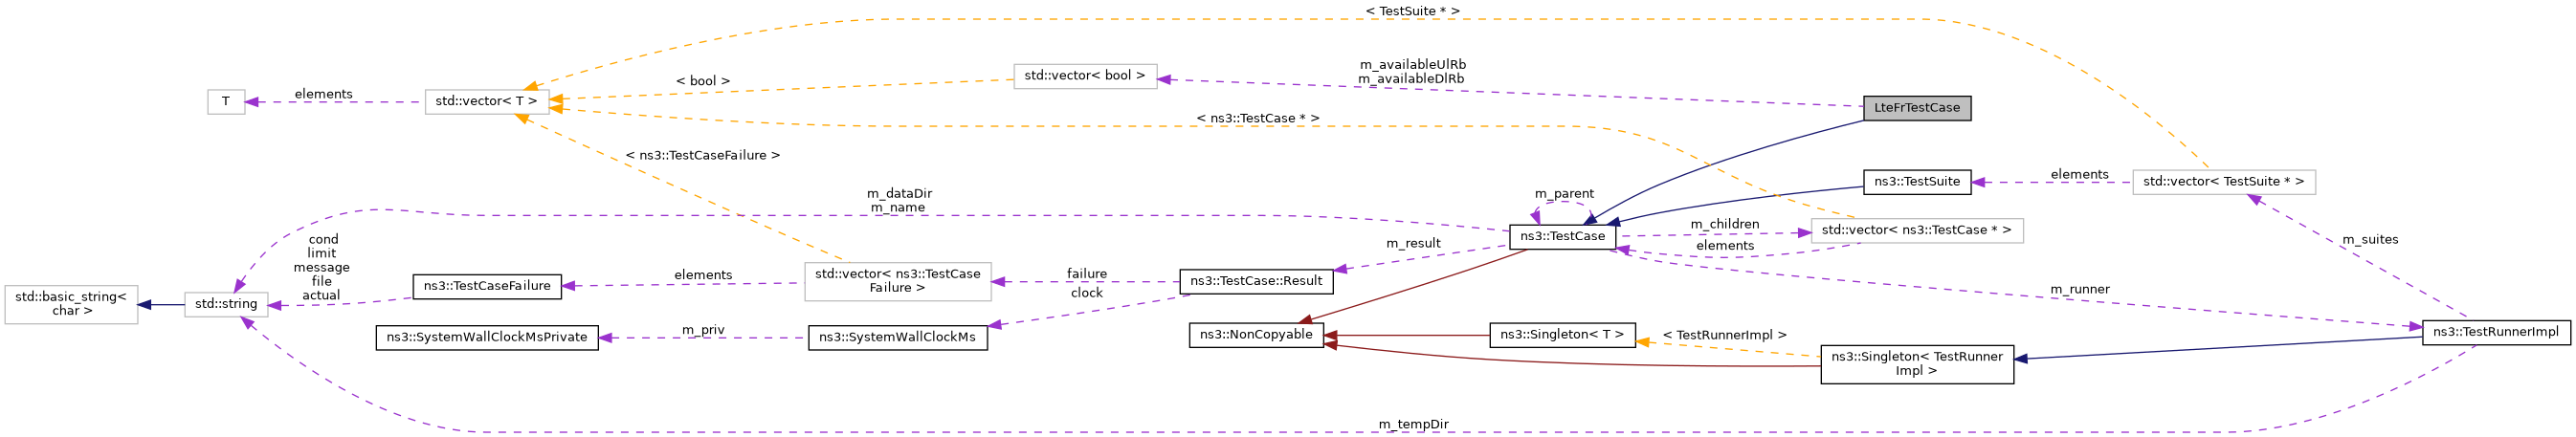 < TestSuite * >
m_availableUlRb
m_availableDlRb
std::vector< bool >
< bool >
elements
T
std::vector< T >
LteFrTestCase
< ns3::TestCase * >
< ns3::TestCaseFailure >
elements
ns3::TestSuite
std::vector< TestSuite * >
m_parent
m_dataDir
m_name
m_children
std::vector< ns3::TestCase * >
ns3::TestCase
elements
m_result
m_suites
cond
limit
message
file
actual
failure
elements
std::vector< ns3::TestCase
Failure >
ns3::TestCaseFailure
ns3::TestCase::Result
clock
m_runner
std::basic_string<
char >
std::string
m_priv
ns3::SystemWallClockMsPrivate
ns3::SystemWallClockMs
ns3::NonCopyable
ns3::Singleton< T >
< TestRunnerImpl >
ns3::TestRunnerImpl
ns3::Singleton< TestRunner
Impl >
m_tempDir